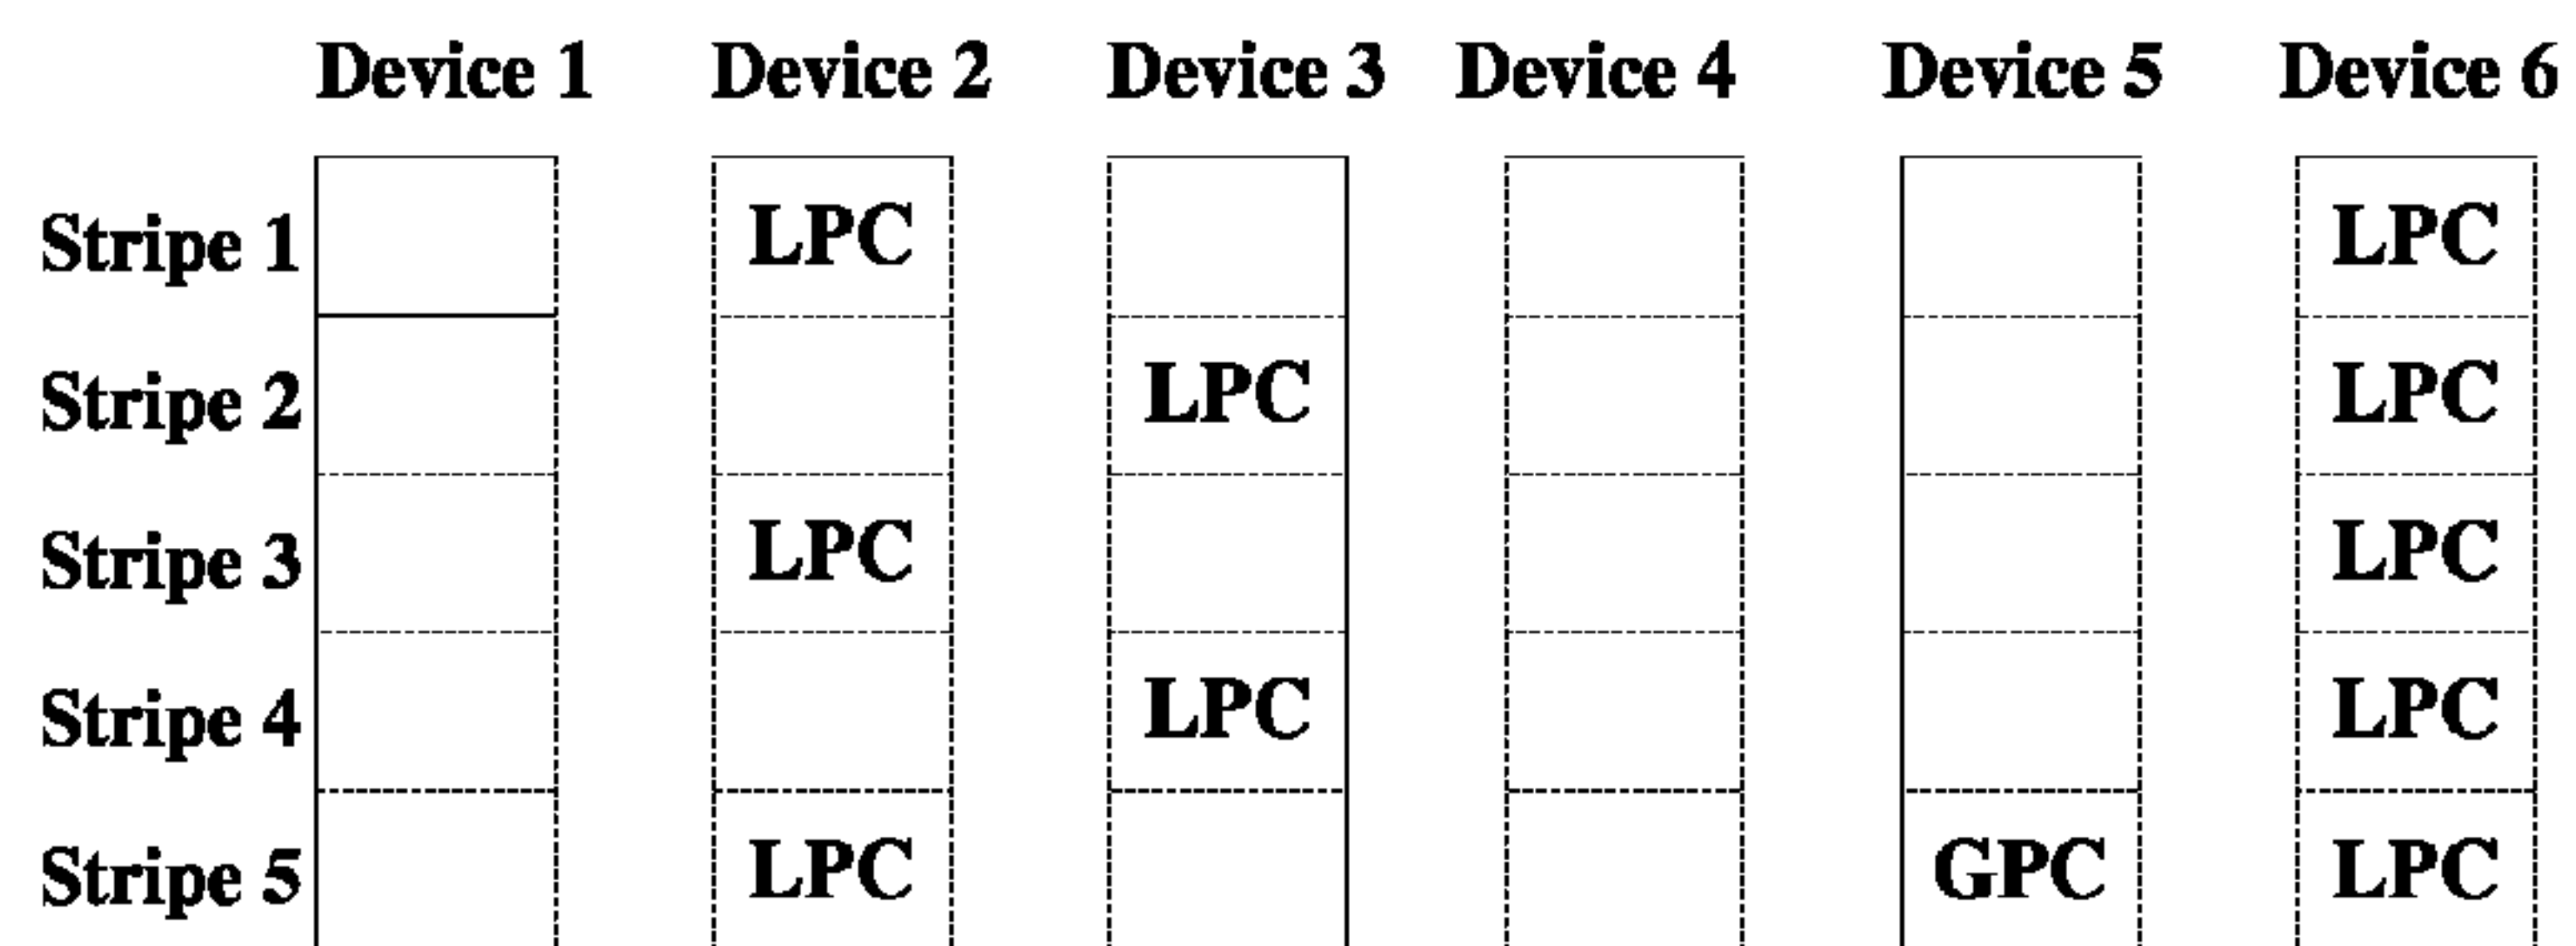 Device 1 Device 2 Device 3 Device 4 Device 5 Device 6
Stripe 1 LPC LPC
Stripe 2 LPC LPC
Stripe 3 LPC LPC
Stripe 4 LPC LPC
Stripe 5 LPC GPC LPC